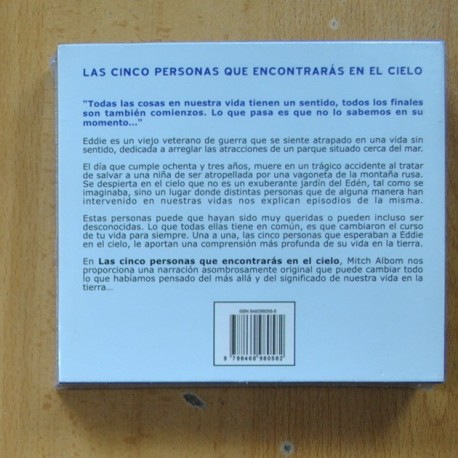 LAS CINCO PERSONAS QUE ENCONTRARÁS EN EL CIELO
"Todas las cosas en nuestra vida tienen un sentido, todos los finales
son también comienzos. Lo que pasa es que no lo sabemos en su
momento..."
Eddie es un viejo veterano de guerra que se siente atrapado en una vida sin
sentido, dedicada a arreglar las atracciones de un parque situado cerca del mar.
El día que cumple ochenta y tres años, muere en un trágico accidente al tratar
de salvar a una niña de ser atropellada por una vagoneta de la montaña rusa.
Se despierta en el cielo que no es un exuberante jardín del Edén, tal como se
imaginaba, sino un lugar donde distintas personas que de alguna manera han
intervenido en nuestras vidas nos explican episodios de la misma.
Estas personas puede que hayan sido muy queridas o pueden incluso ser
desconocidas. Lo que todas ellas tiene en común, es que cambiaron el curso
de tu vida para siempre. Una a una, las cinco personas que esperaban a Eddie
en el cielo, le aportan una comprensión más profunda de su vida en la tierra.
En Las cinco personas que encontrarás en el cielo, Mitch Albom nos
proporciona una narración asombrosamente original que puede cambiar todo
lo que habíamos pensado del más allá y del significado de nuestra vida en la
tierra...